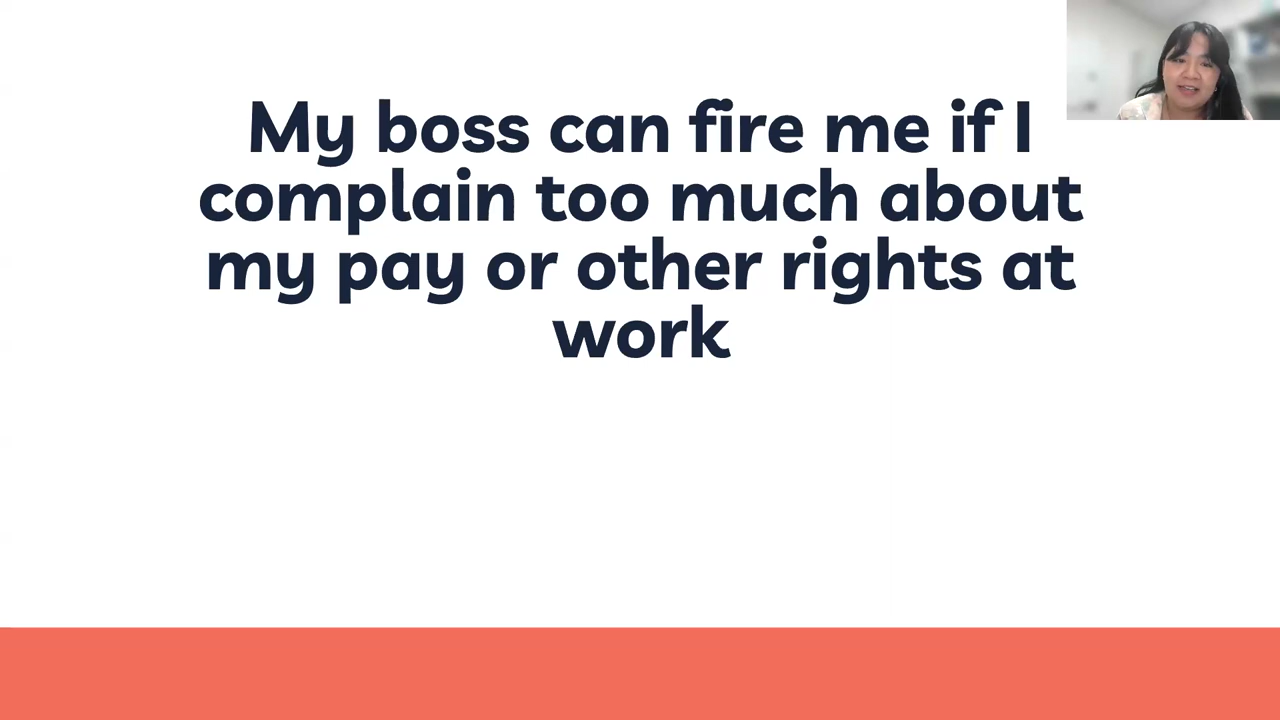 My boss can fire me if I
complain too much about
my pay or other rights at
work